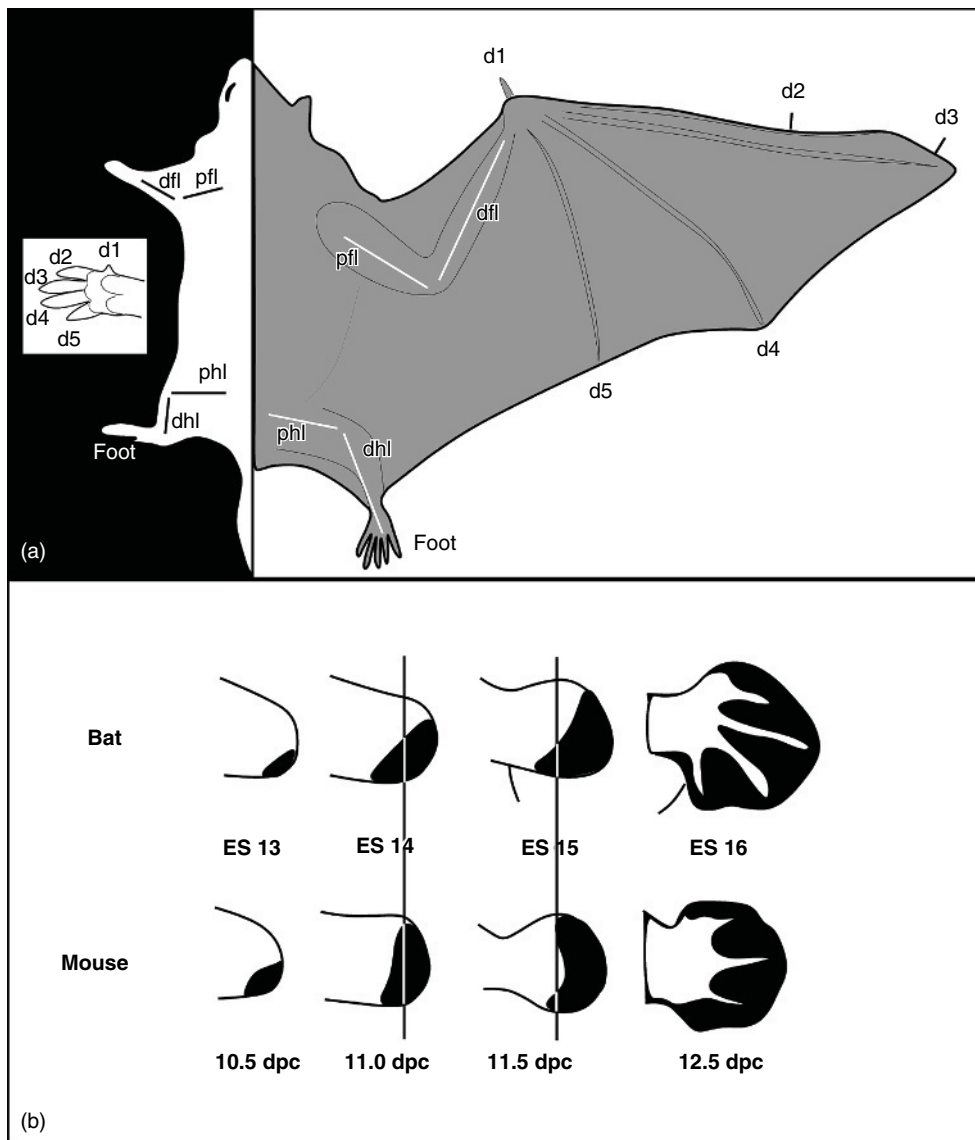 d1
d2
d3
dfl
pfl
dfl
pfl
d1
d2
d3
d4
d5
d4
d5
phl
dhl
Foot
phl
dhl
Foot
(a)
Bat
ES 13
ES 14
ES 15
ES 16
Mouse
10.5 dpc
11.0 dpc
11.5 dpc
12.5 dpc
(b)